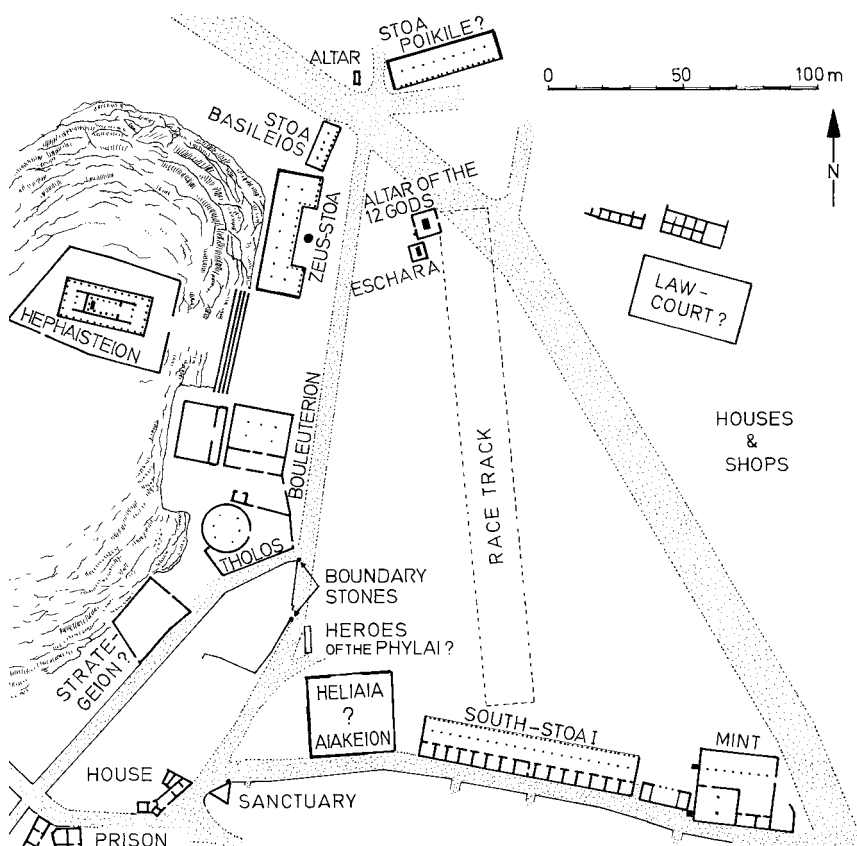 STOA
POIKILE?
ALTAR
0 50 100 m
STOA
BASILEIOS
N
ALTAR OF THE
12 GODS
ZEUS-STOA
ESCHARA
LAW-
COURT?
HEPHAISTEION
HOUSES
&
SHOPS
BOULEUTERION
RACE TRACK
THOLOS
BOUNDARY
STONES
HEROES
OF THE PHYLAI?
STRATE-
GEION?
HELIAIA
?
AIAKEION
SOUTH-STOA I
MINT
HOUSE
SANCTUARY
PRISON